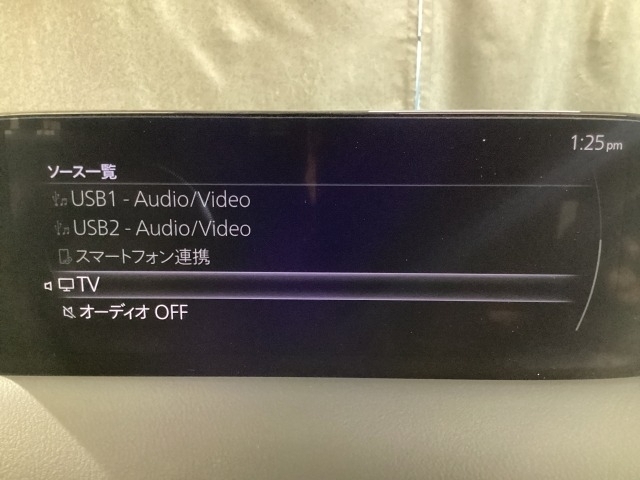 1:25pm
ソース一覧
USB1 - Audio/Video
USB2 - Audio/Video
スマートフォン連携
TV
オーディオ OFF